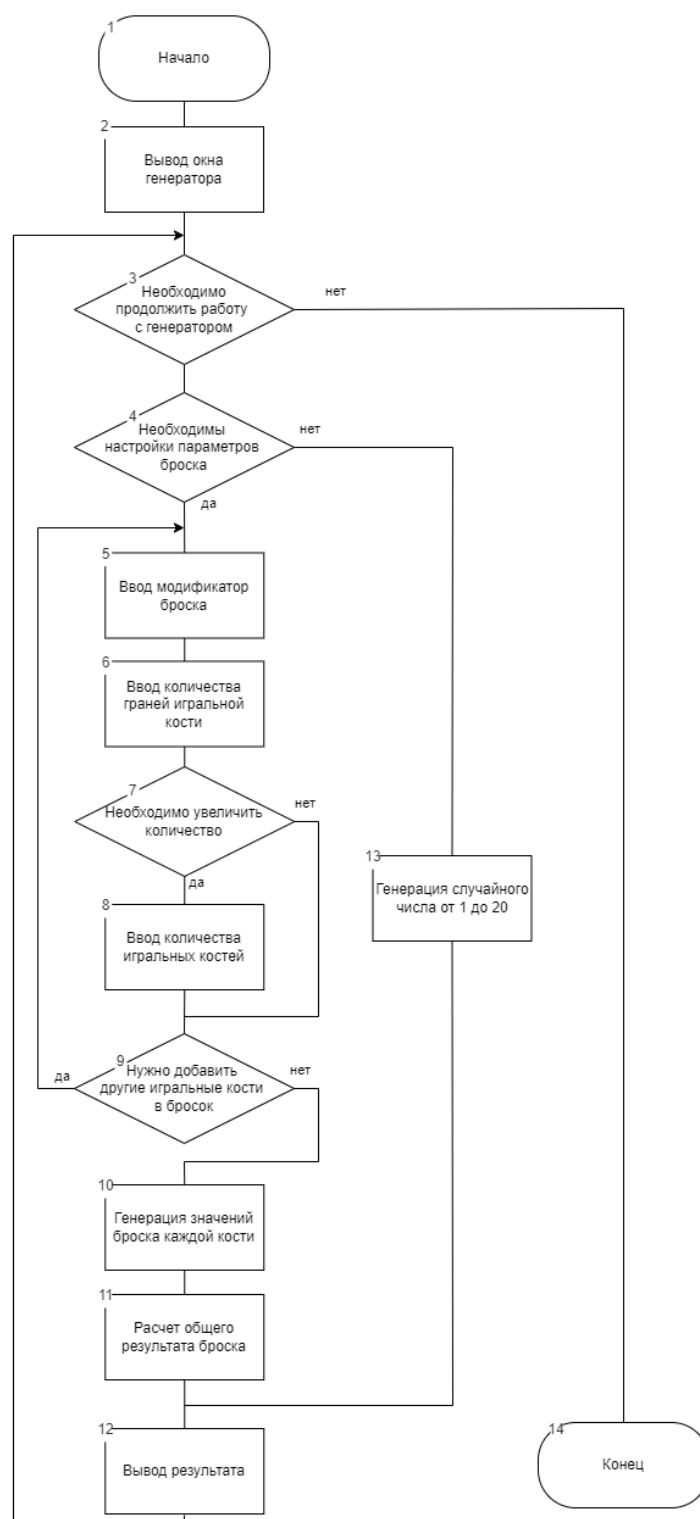 1
Начало
2
Вывод окна
генератора
3
Необходимо
продолжить работу
с генератором
нет
4
Необходимы
настройки параметров
броска
нет
да
5
Ввод модификатор
броска
6
Ввод количества
граней игральной
кости
7
Необходимо увеличить
количество
нет
да
8
Ввод количества
игральных костей
13
Генерация случайного
числа от 1 до 20
9
Нужно добавить
другие игральные кости
в бросок
да
нет
10
Генерация значений
броска каждой кости
11
Расчет общего
результата броска
12
Вывод результата
14
Конец